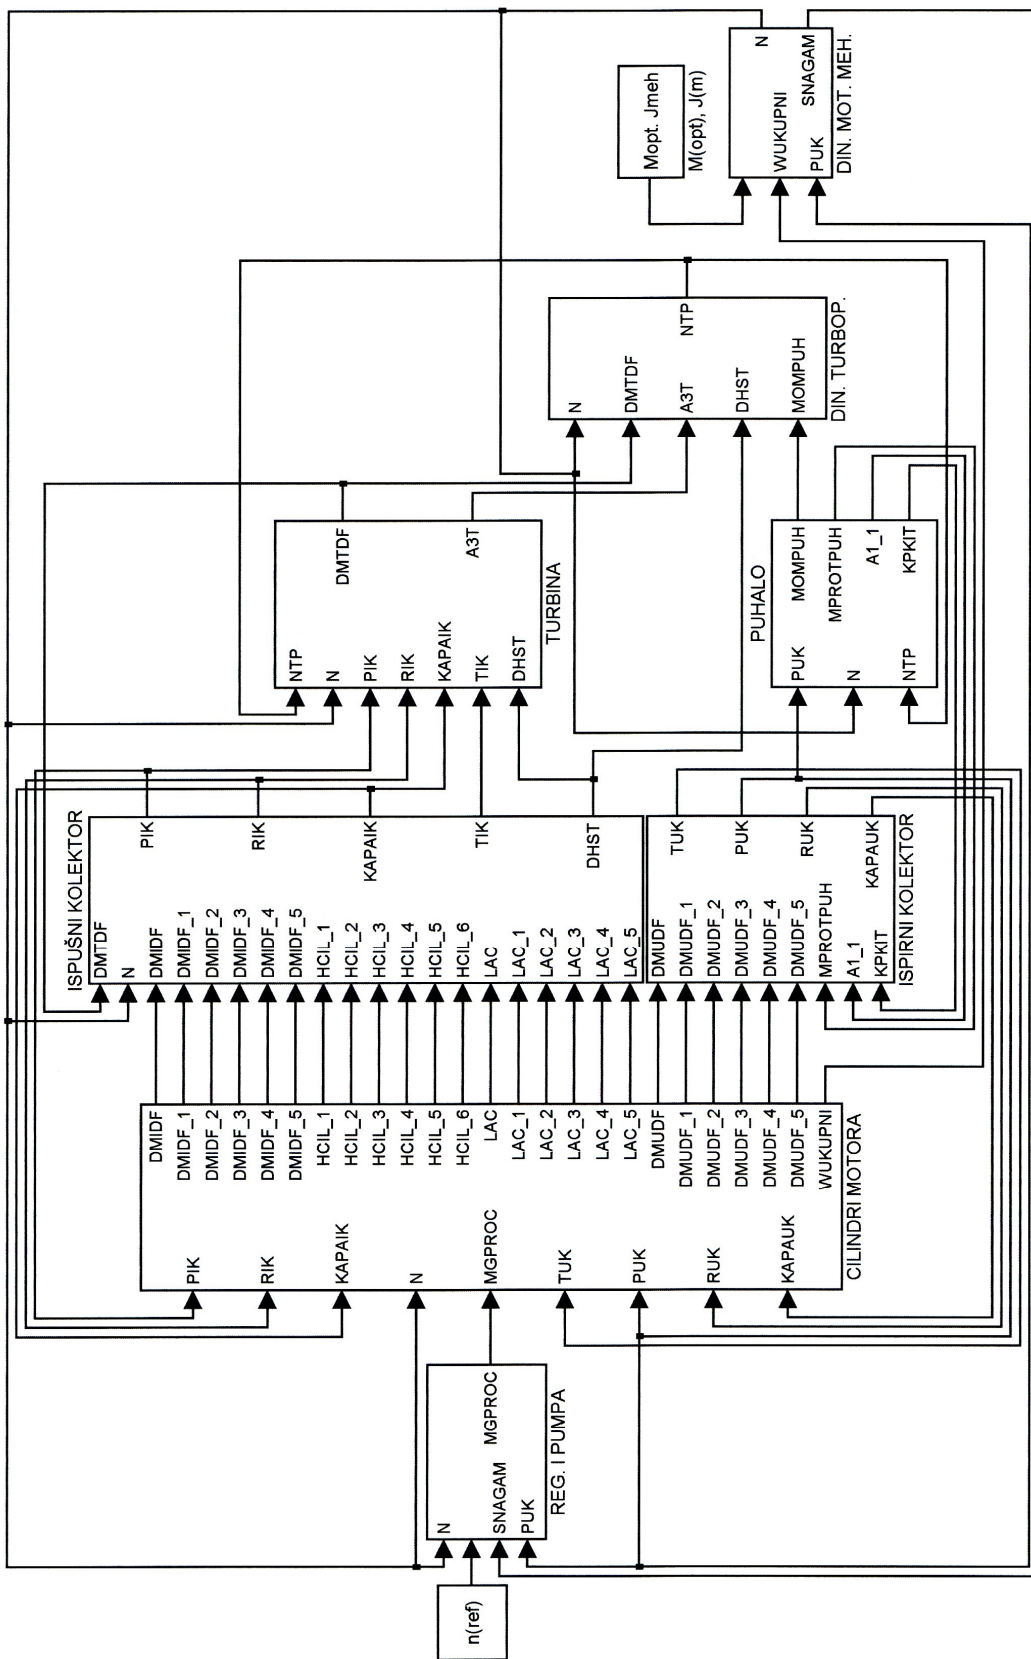 n(ref)
N
SNAGAM
PUK
MGPROC
REG. I PUMPA
PIK
RIK
KAPAIK
N
MGPROC
TUK
PUK
RUK
KAPAUK
DMIDF
DMIDF_1
DMIDF_2
DMIDF_3
DMIDF_4
DMIDF_5
HCIL_1
HCIL_2
HCIL_3
HCIL_4
HCIL_5
HCIL_6
LAC
LAC_1
LAC_2
LAC_3
LAC_4
LAC_5
DMUDF
DMUDF_1
DMUDF_2
DMUDF_3
DMUDF_4
DMUDF_5
WUKUPNI
CILINDRI MOTORA
ISPUŠNI KOLEKTOR
DMTDF
N
DMIDF
DMIDF_1
DMIDF_2
DMIDF_3
DMIDF_4
DMIDF_5
HCIL_1
HCIL_2
HCIL_3
HCIL_4
HCIL_5
HCIL_6
LAC
LAC_1
LAC_2
LAC_3
LAC_4
LAC_5
PIK
RIK
KAPAIK
TIK
DHST
DMUDF
DMUDF_1
DMUDF_2
DMUDF_3
DMUDF_4
DMUDF_5
MPROTPUH
A1_1
KPKIT
TUK
PUK
RUK
KAPAUK
ISPIRNI KOLEKTOR
NTP
N
PIK
RIK
KAPAIK
TIK
DHST
DMTDF
A3T
TURBINA
PUHALO
PUK
N
NTP
MOMPUH
MPROTPUH
A1_1
KPKIT
N
DMTDF
A3T
DHST
MOMPUH
NTP
DIN. TURBOP.
Mopt. Jmeh
M(opt), J(m)
WUKUPNI
PUK
N
SNAGAM
DIN. MOT. MEH.